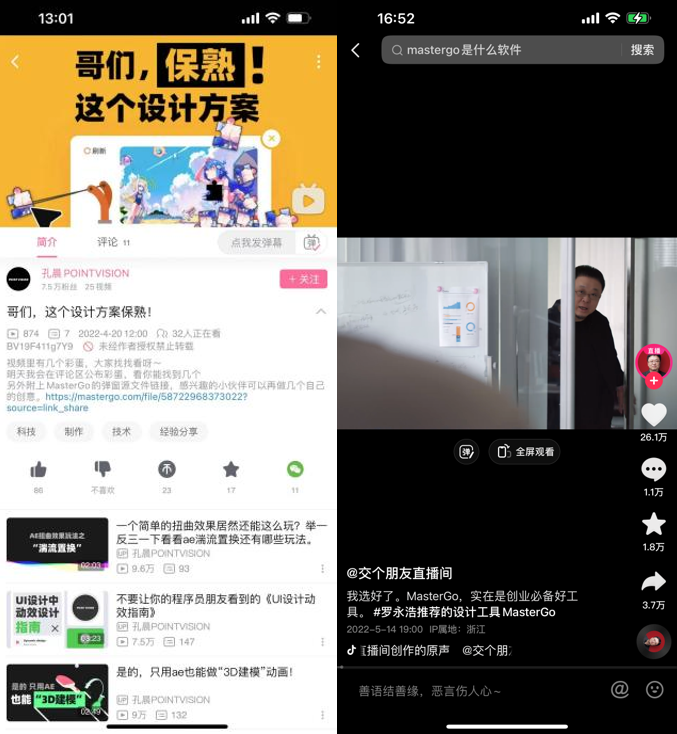 13:01
哥们，保熟！
这个设计方案
刷新
简介
评论 11
点我发弹幕
弹
孔晨POINTVISION
7.5万粉丝 25视频
+ 关注
哥们，这个设计方案保熟！
874 7 2022-4-20 12:00 32人正在看
BV19F411g7Y9 未经作者授权禁止转载
视频里有几个彩蛋，大家找找看呀～
明天我会在评论区公布彩蛋，看你能找到几个
另外附上MasterGo的弹窗源文件链接，感兴趣的小伙伴可以再做几个自己
的创意。https://mastergo.com/file/58722968373022?
source=link_share
科技
制作
技术
经验分享
86
不喜欢
23
17
11
AE扭曲效果玩法之
“湍流置换”
02:03
一个简单的扭曲效果居然还能这么玩？举一
反三一下看看ae湍流置换还有哪些玩法。
UP 孔晨POINTVISION
9.6万 93
UI设计中
动效设计
指南
03:23
不要让你的程序员朋友看到的《UI设计动
效指南》
UP 孔晨POINTVISION
7.5万 147
是的 只用AE
也能“3D建模”
02:49
是的，只用ae也能做“3D建模”动画！
UP 孔晨POINTVISION
9万 132
16:52
mastergo是什么软件
搜索
直播
26.1万
弹
全屏观看
1.1万
1.8万
3.7万
@交个朋友直播间
我选好了。MasterGo，实在是创业必备好工
具。 #罗永浩推荐的设计工具MasterGo
2022-5-14 19:00 IP属地：浙江
播间创作的原声 @交个朋
善语结善缘，恶言伤人心～